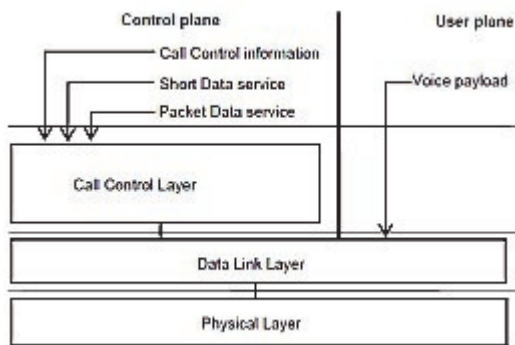 Control plane
User plane
Call Control information
Short Data service
Voice payload
Packet Data service
Call Control Layer
Data Link Layer
Physical Layer